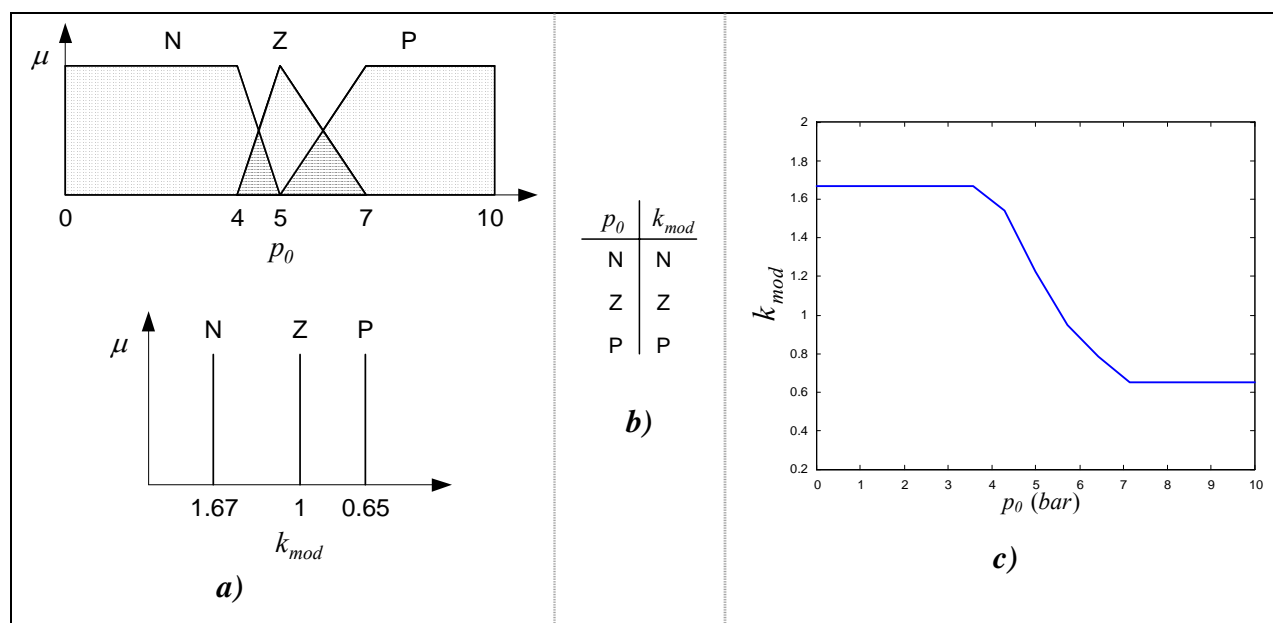 N Z P
μ
0 4 5 7 10
p0
N Z P
μ
1.67 1 0.65
kmod
a)
p0 kmod
N N
Z Z
P P
b)
2
1.8
1.6
1.4
1.2
1
0.8
0.6
0.4
0.2
kmod
0 1 2 3 4 5 6 7 8 9 10
p0 (bar)
c)